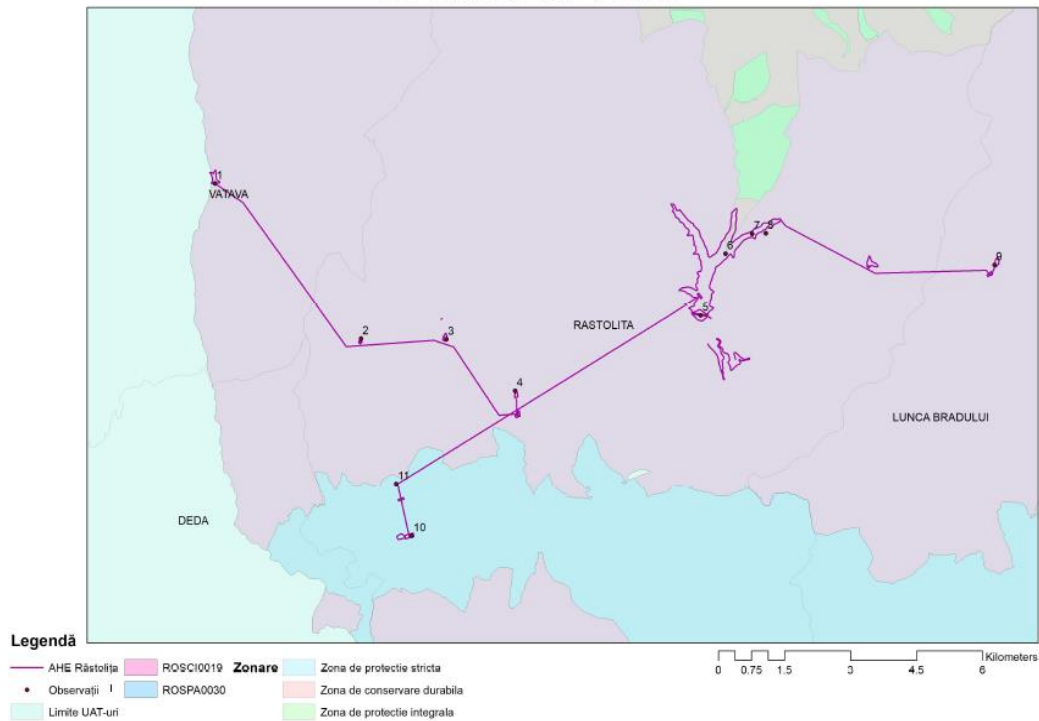 1
VATAVA
7 8
6
9
5
2 3
RASTOLITA
4
LUNCA BRADULUI
11
DEDA
10
Legendă
AHE Răstolița ROSCI0019 Zonare Zona de protectie stricta
Observații ROSPA0030 Zona de conservare durabila
Limite UAT-uri Zona de protectie integrala
Kilometers
0 0.75 1.5 3 4.5 6